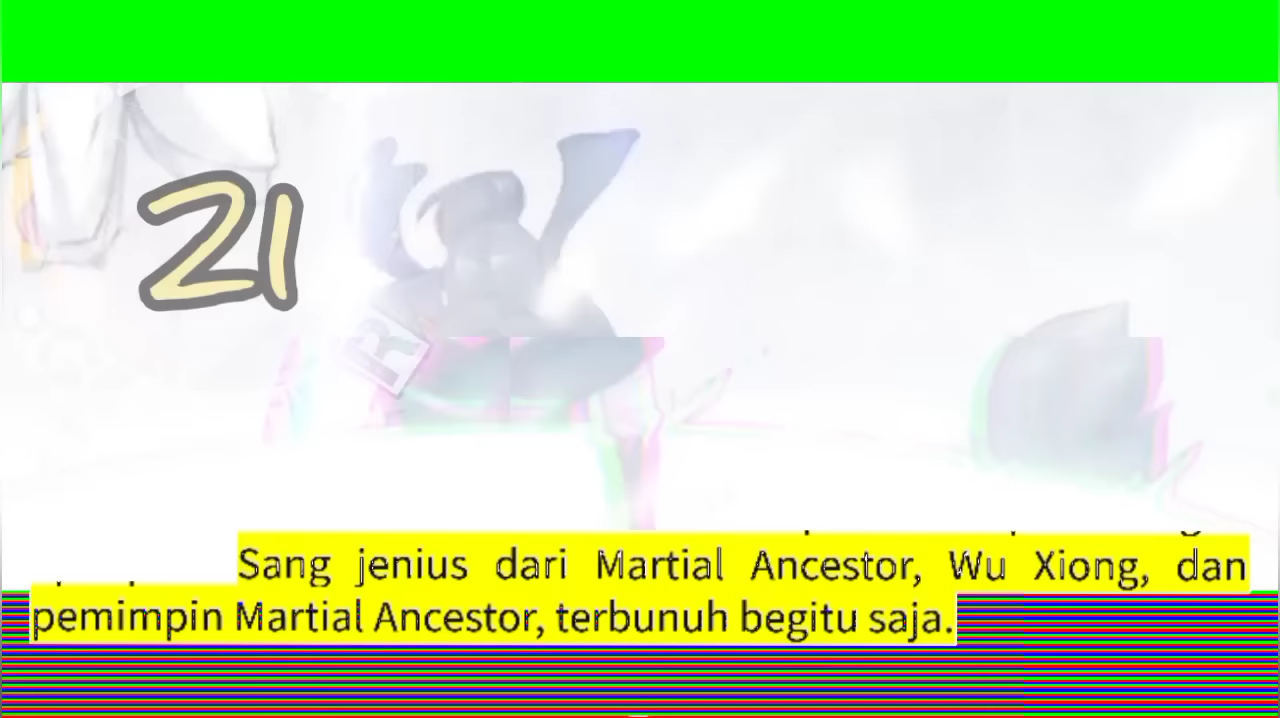 21
R
Sang jenius dari Martial Ancestor, Wu Xiong, dan
pemimpin Martial Ancestor, terbunuh begitu saja.